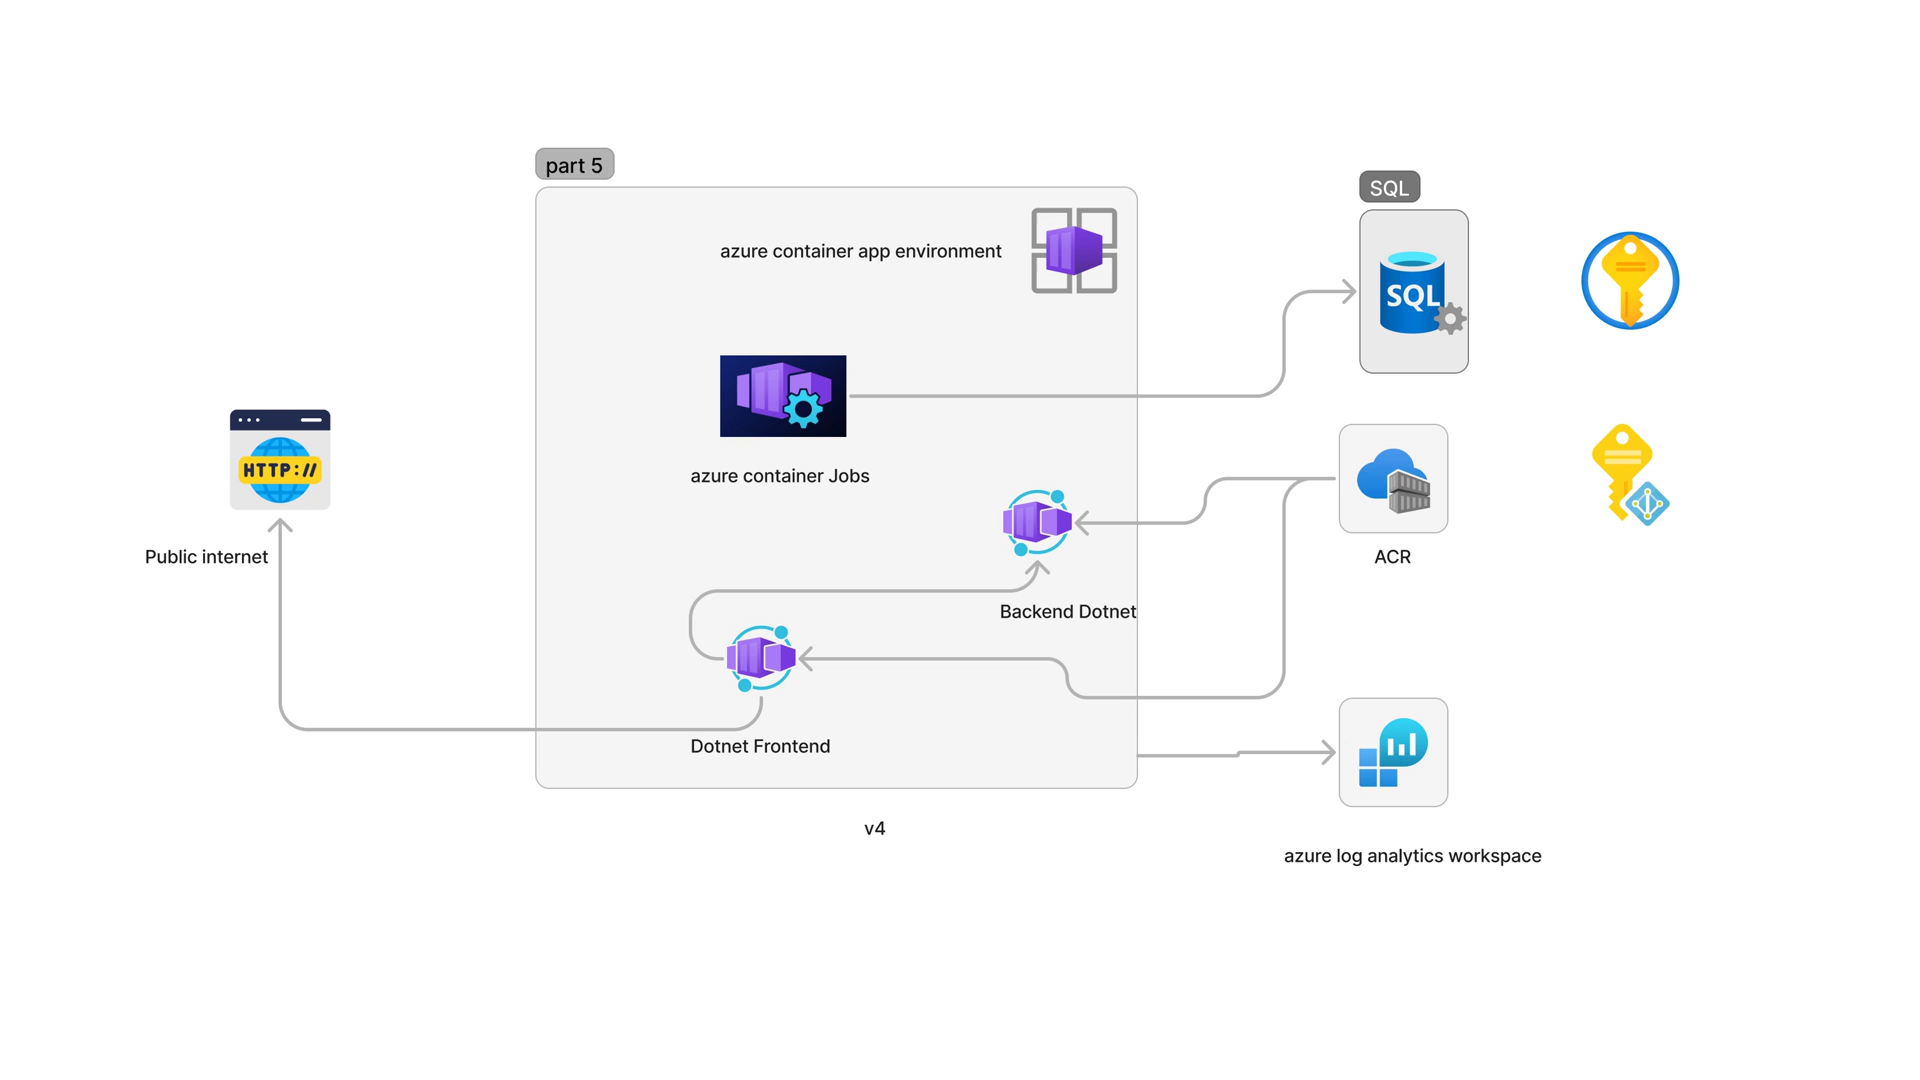 part 5
SQL
azure container app environment
SQL
HTTP://
azure container Jobs
Public internet
ACR
Backend Dotnet
Dotnet Frontend
v4
azure log analytics workspace